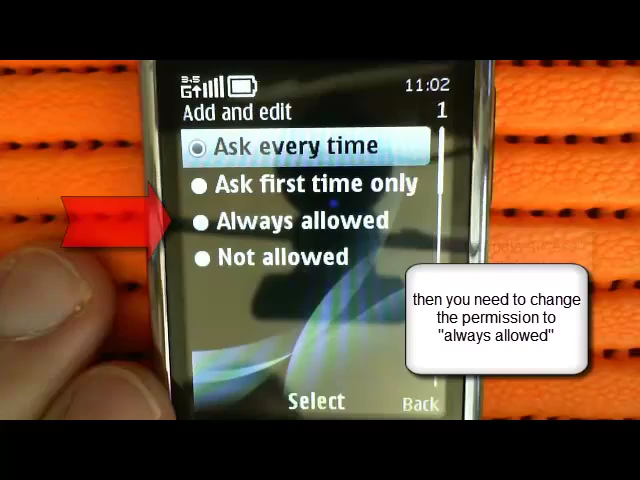 3.5
G 11:02
Add and edit 1
Ask every time
Ask first time only
Always allowed
Not allowed
then you need to change
the permission to
"always allowed"
Select Back